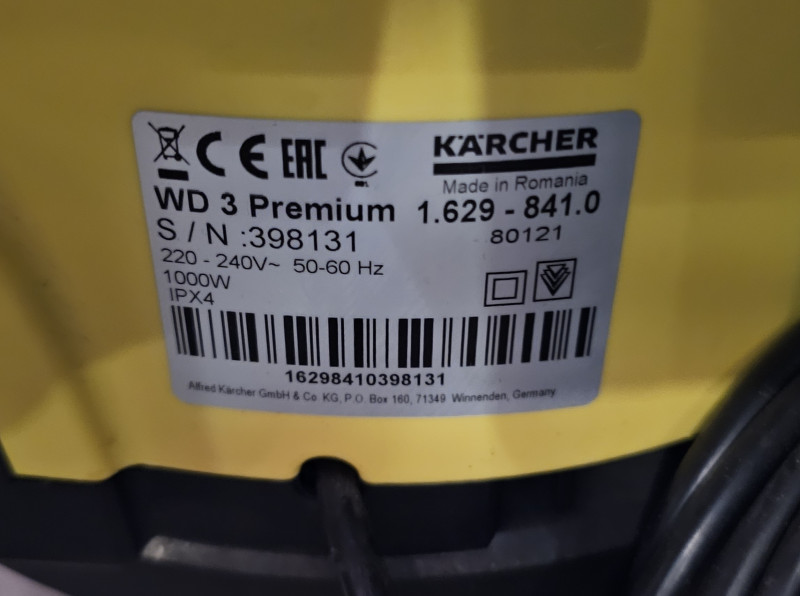 CE EAC
KÄRCHER
Made in Romania
WD 3 Premium 1.629 - 841.0
S / N :398131 80121
220 - 240V~ 50-60 Hz
1000W
IPX4
16298410398131
Alfred Kärcher GmbH & Co. KG, P.O. Box 160, 71349 Winnenden, Germany